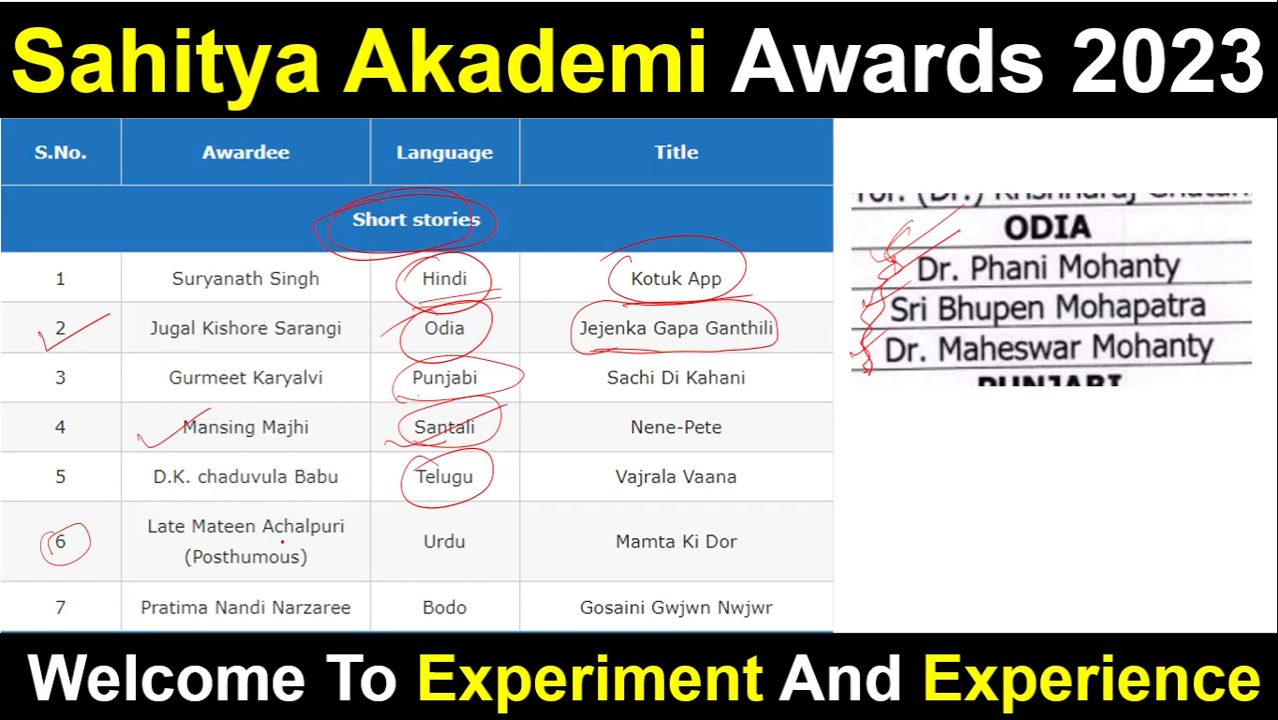 Sahitya Akademi Awards 2023
S.No. Awardee Language Title
Short stories
1 Suryanath Singh Hindi Kotuk App
2 Jugal Kishore Sarangi Odia Jejenka Gapa Ganthili
3 Gurmeet Karyalvi Punjabi Sachi Di Kahani
4 Mansing Majhi Santali Nene-Pete
5 D.K. chaduvula Babu Telugu Vajrala Vaana
6 Late Mateen Achalpuri
(Posthumous) Urdu Mamta Ki Dor
7 Pratima Nandi Narzaree Bodo Gosaini Gwjwn Nwjwr
ODIA
Dr. Phani Mohanty
Sri Bhupen Mohapatra
Dr. Maheswar Mohanty
PUNJABI
Welcome To Experiment And Experience